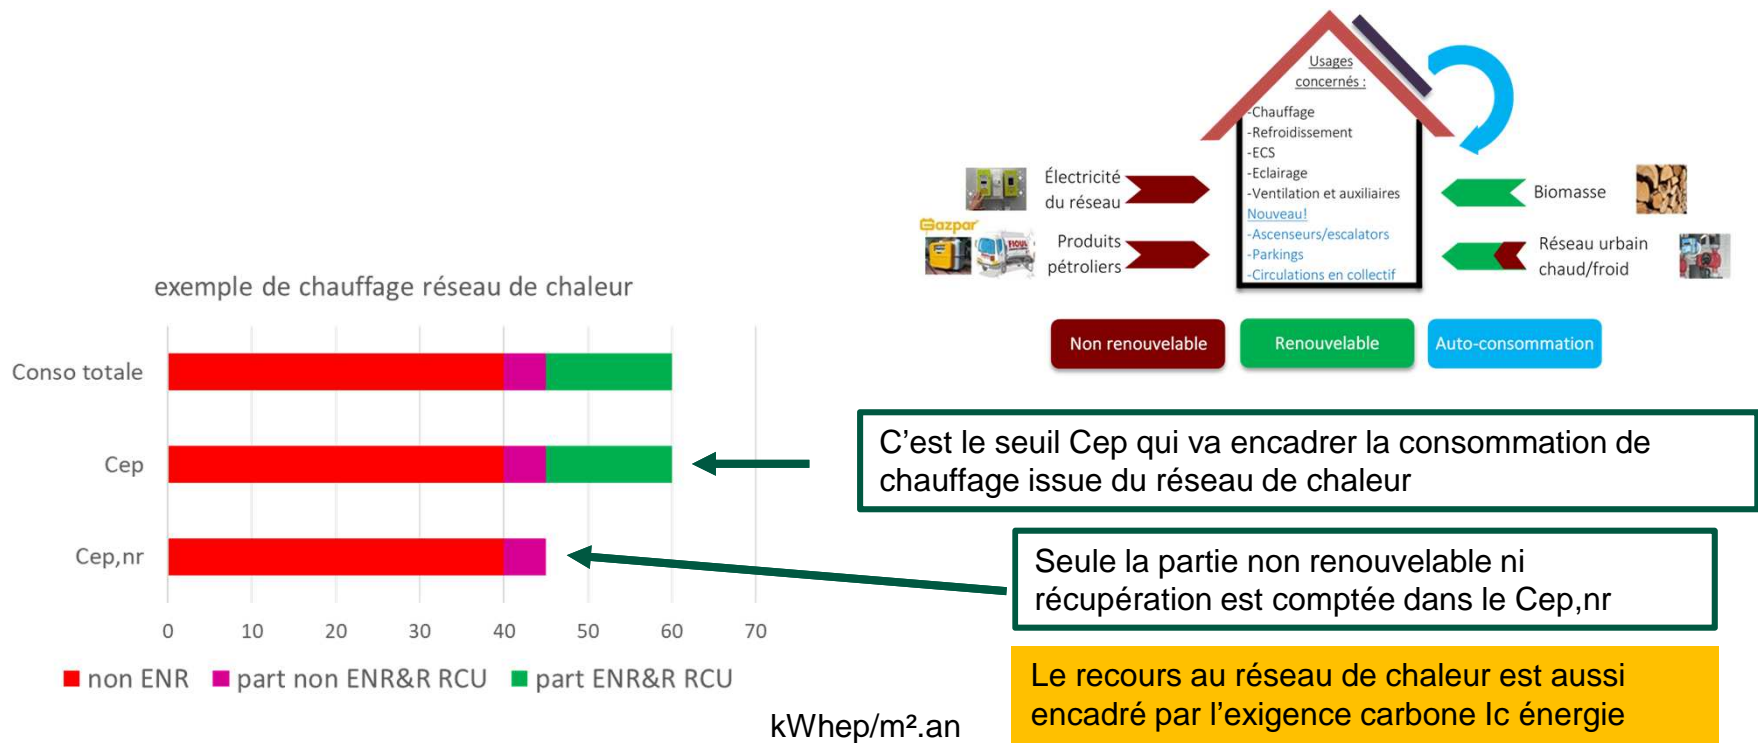 Usages
concernés :
-Chauffage
-Refroidissement
-ECS
-Eclairage
-Ventilation et auxiliaires
Nouveau!
-Ascenseurs/escalators
-Parkings
-Circulations en collectif
Électricité
du réseau
Gazpar
FIOUL
Produits
pétroliers
Biomasse
Réseau urbain
chaud/froid
Non renouvelable
Renouvelable
Auto-consommation
exemple de chauffage réseau de chaleur
Conso totale
Cep
Cep,nr
0 10 20 30 40 50 60 70
non ENR part non ENR&R RCU part ENR&R RCU
kWhep/m².an
C’est le seuil Cep qui va encadrer la consommation de
chauffage issue du réseau de chaleur
Seule la partie non renouvelable ni
récupération est comptée dans le Cep,nr
Le recours au réseau de chaleur est aussi
encadré par l’exigence carbone Ic énergie